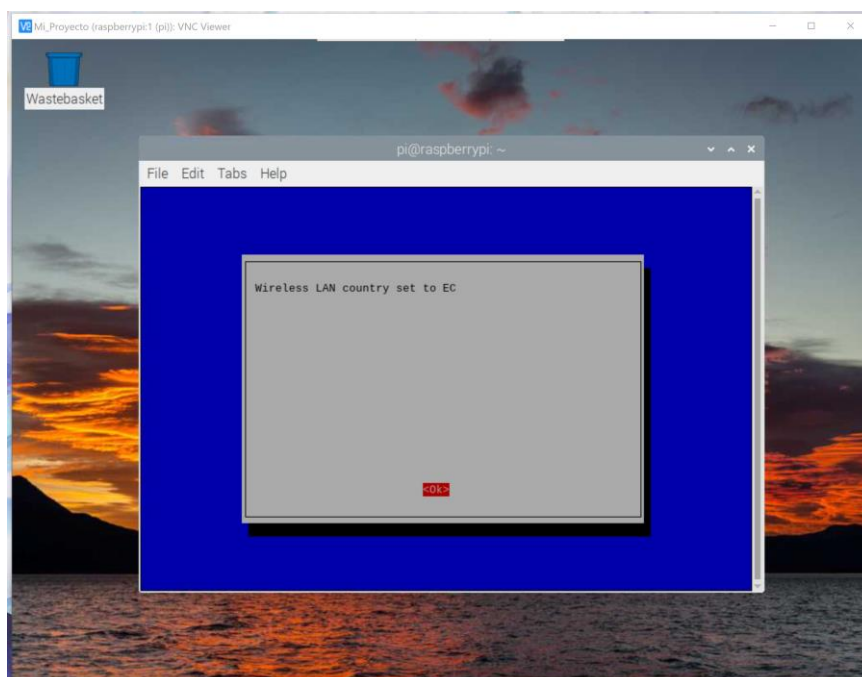 Mi_Proyecto (raspberrypi:1 (pi)): VNC Viewer
Wastebasket
pi@raspberrypi: ~
File Edit Tabs Help
Wireless LAN country set to EC
<Ok>